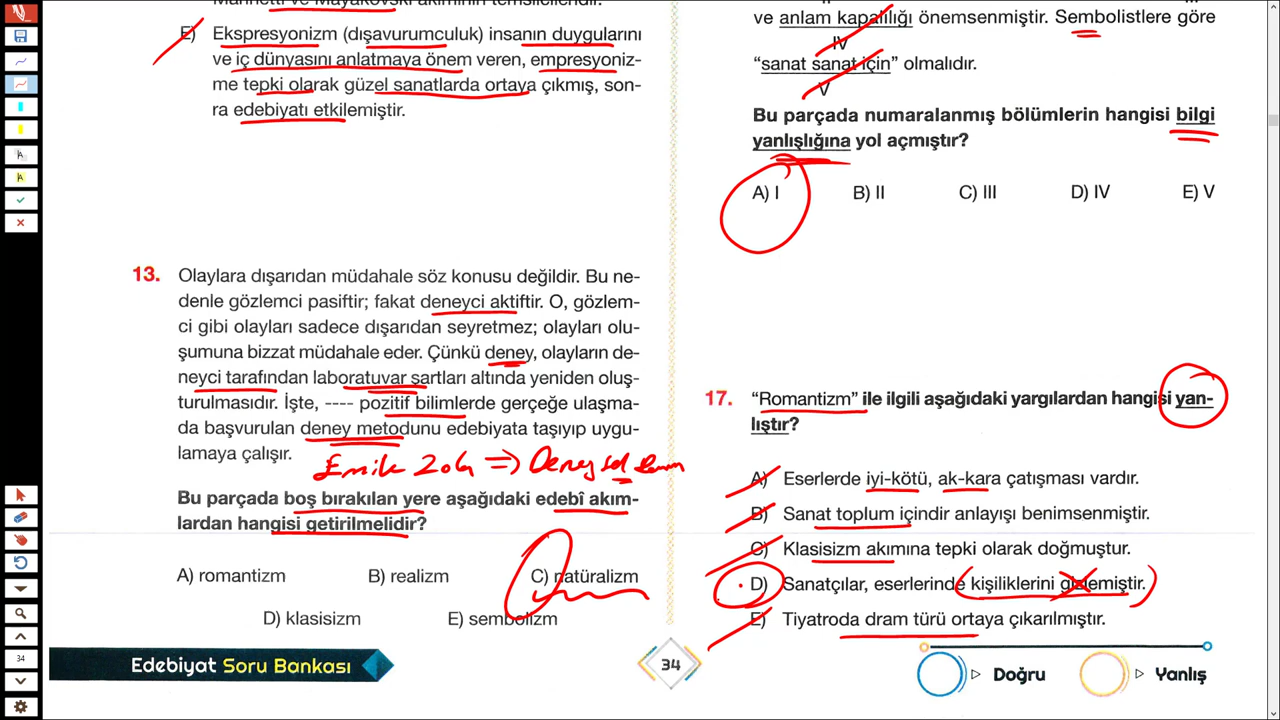 Marinetti ve Mayakovski akımının temsilcilerindendir.
E) Ekspresyonizm (dışavurumculuk) insanın duygularını
ve iç dünyasını anlatmaya önem veren, empresyoniz-
me tepki olarak güzel sanatlarda ortaya çıkmış, son-
ra edebiyatı etkilemiştir.
13. Olaylara dışarıdan müdahale söz konusu değildir. Bu ne-
denle gözlemci pasiftir; fakat deneyci aktiftir. O, gözlem-
ci gibi olayları sadece dışarıdan seyretmez; olayları olu-
şumuna bizzat müdahale eder. Çünkü deney, olayların de-
neyci tarafından laboratuvar şartları altında yeniden oluş-
turulmasıdır. İşte, ---- pozitif bilimlerde gerçeğe ulaşma-
da başvurulan deney metodunu edebiyata taşıyıp uygu-
lamaya çalışır.
Emile Zola => Deneysel
Bu parçada boş bırakılan yere aşağıdaki edebî akım-
lardan hangisi getirilmelidir?
A) romantizm B) realizm C) natüralizm
D) klasisizm E) sembolizm
Edebiyat Soru Bankası
34
ve anlam kapalılığı önemsenmiştir. Sembolistlere göre
IV
“sanat sanat için” olmalıdır.
V
Bu parçada numaralanmış bölümlerin hangisi bilgi
yanlışlığına yol açmıştır?
A) I B) II C) III D) IV E) V
17. “Romantizm” ile ilgili aşağıdaki yargılardan hangisi yan-
lıştır?
A) Eserlerde iyi-kötü, ak-kara çatışması vardır.
B) Sanat toplum içindir anlayışı benimsenmiştir.
C) Klasisizm akımına tepki olarak doğmuştur.
D) Sanatçılar, eserlerinde kişiliklerini gizlemiştir.
E) Tiyatroda dram türü ortaya çıkarılmıştır.
Doğru Yanlış
34